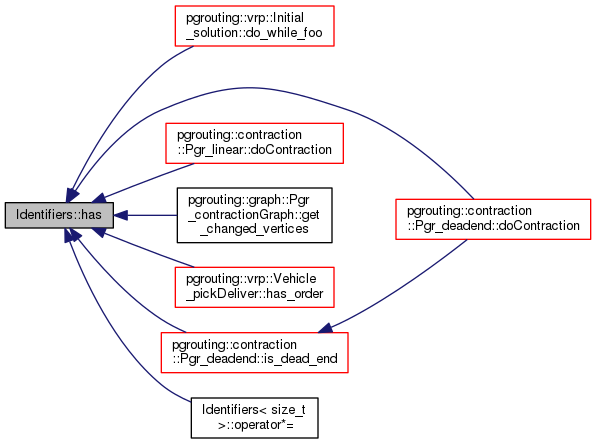 pgrouting::vrp::Initial
_solution::do_while_foo
pgrouting::contraction
::Pgr_linear::doContraction
pgrouting::graph::Pgr
_contractionGraph::get
_changed_vertices
Identifiers::has
pgrouting::contraction
::Pgr_deadend::doContraction
pgrouting::vrp::Vehicle
_pickDeliver::has_order
pgrouting::contraction
::Pgr_deadend::is_dead_end
Identifiers< size_t
>::operator*=